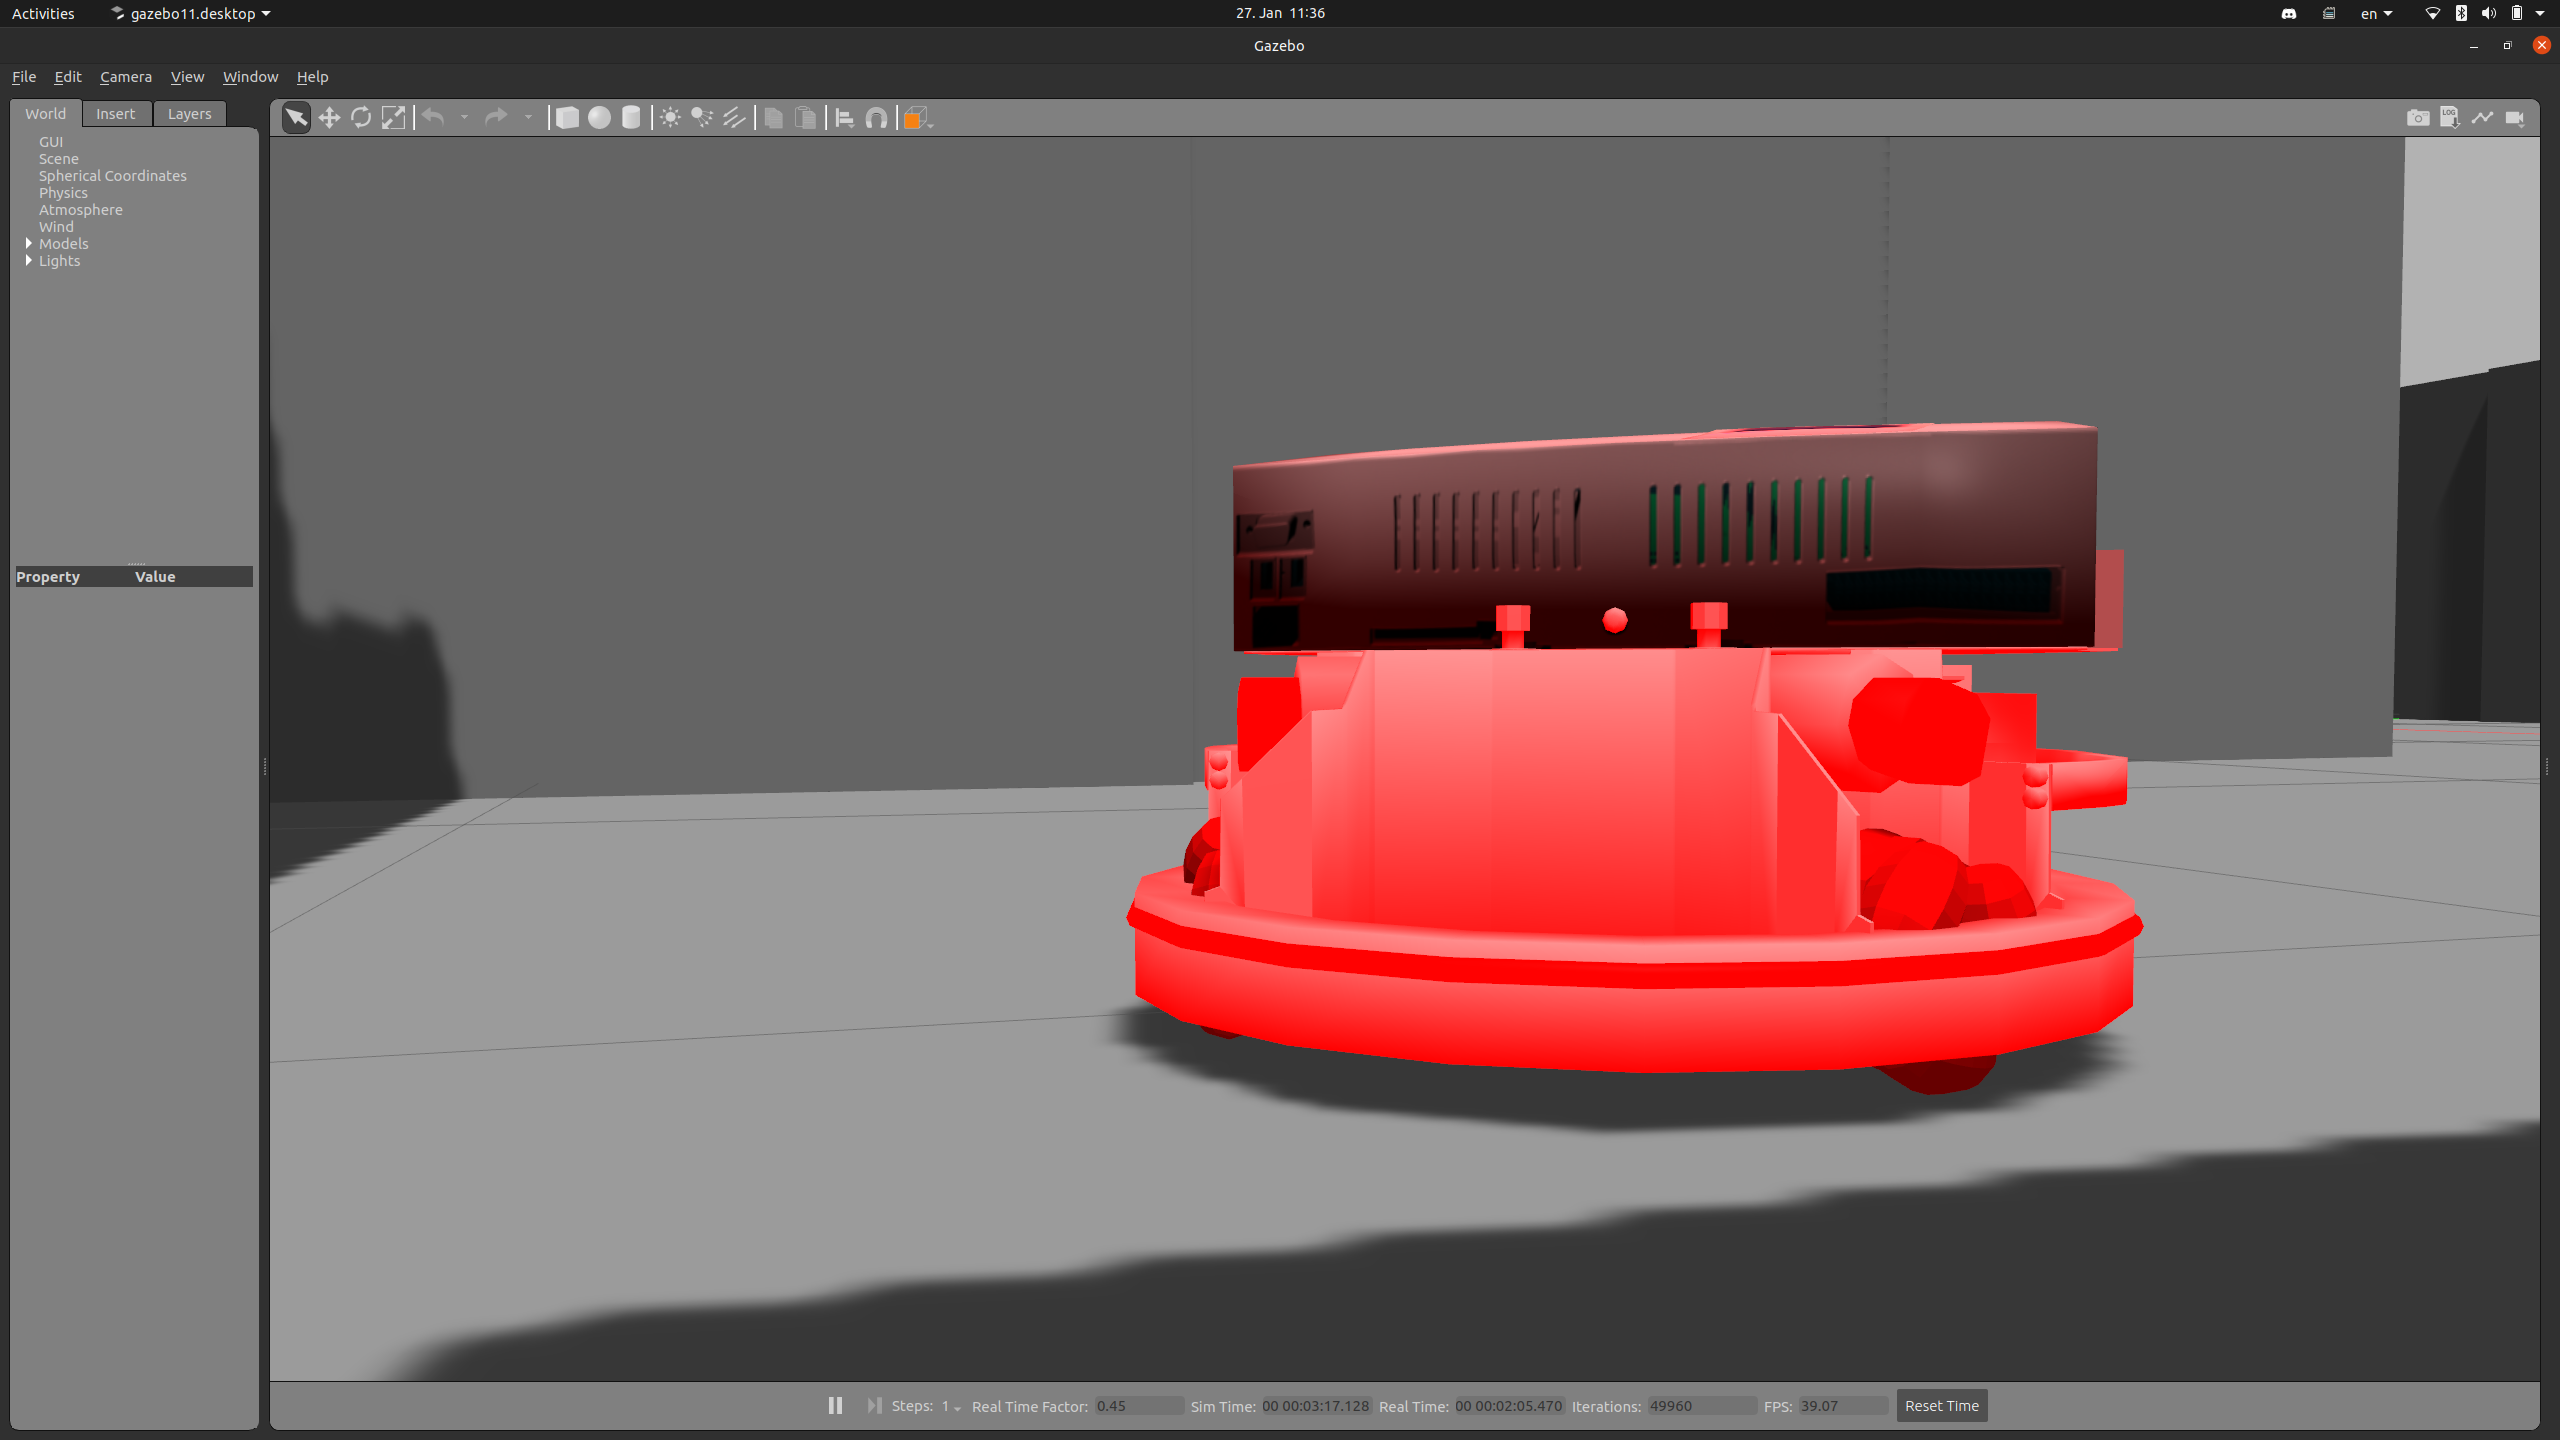 Activities gazebo11.desktop 27. Jan 11:36 en
Gazebo
File Edit Camera View Window Help
World Insert Layers
GUI
Scene
Spherical Coordinates
Physics
Atmosphere
Wind
Models
Lights
Property Value
LOG
Steps: 1 Real Time Factor: 0.45 Sim Time: 00 00:03:17.128 Real Time: 00 00:02:05.470 Iterations: 49960 FPS: 39.07 Reset Time